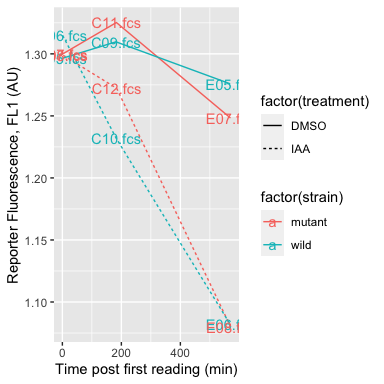 C11.fcs
C09.fcs
1.30
E05.f
C12.fcs
factor(treatment)
1.25
E07.f
DMSO
C10.fcs
IAA
1.20
factor(strain)
a mutant
1.15
a wild
1.10
0
200
400
Time post first reading (min)
Reporter Fluorescence, FL1 (AU)